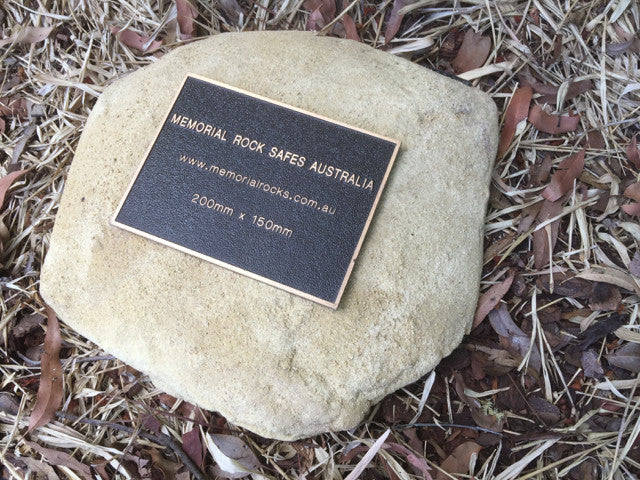 MEMORIAL ROCK SAFES AUSTRALIA
www.memorialrocks.com.au
200mm x 150mm